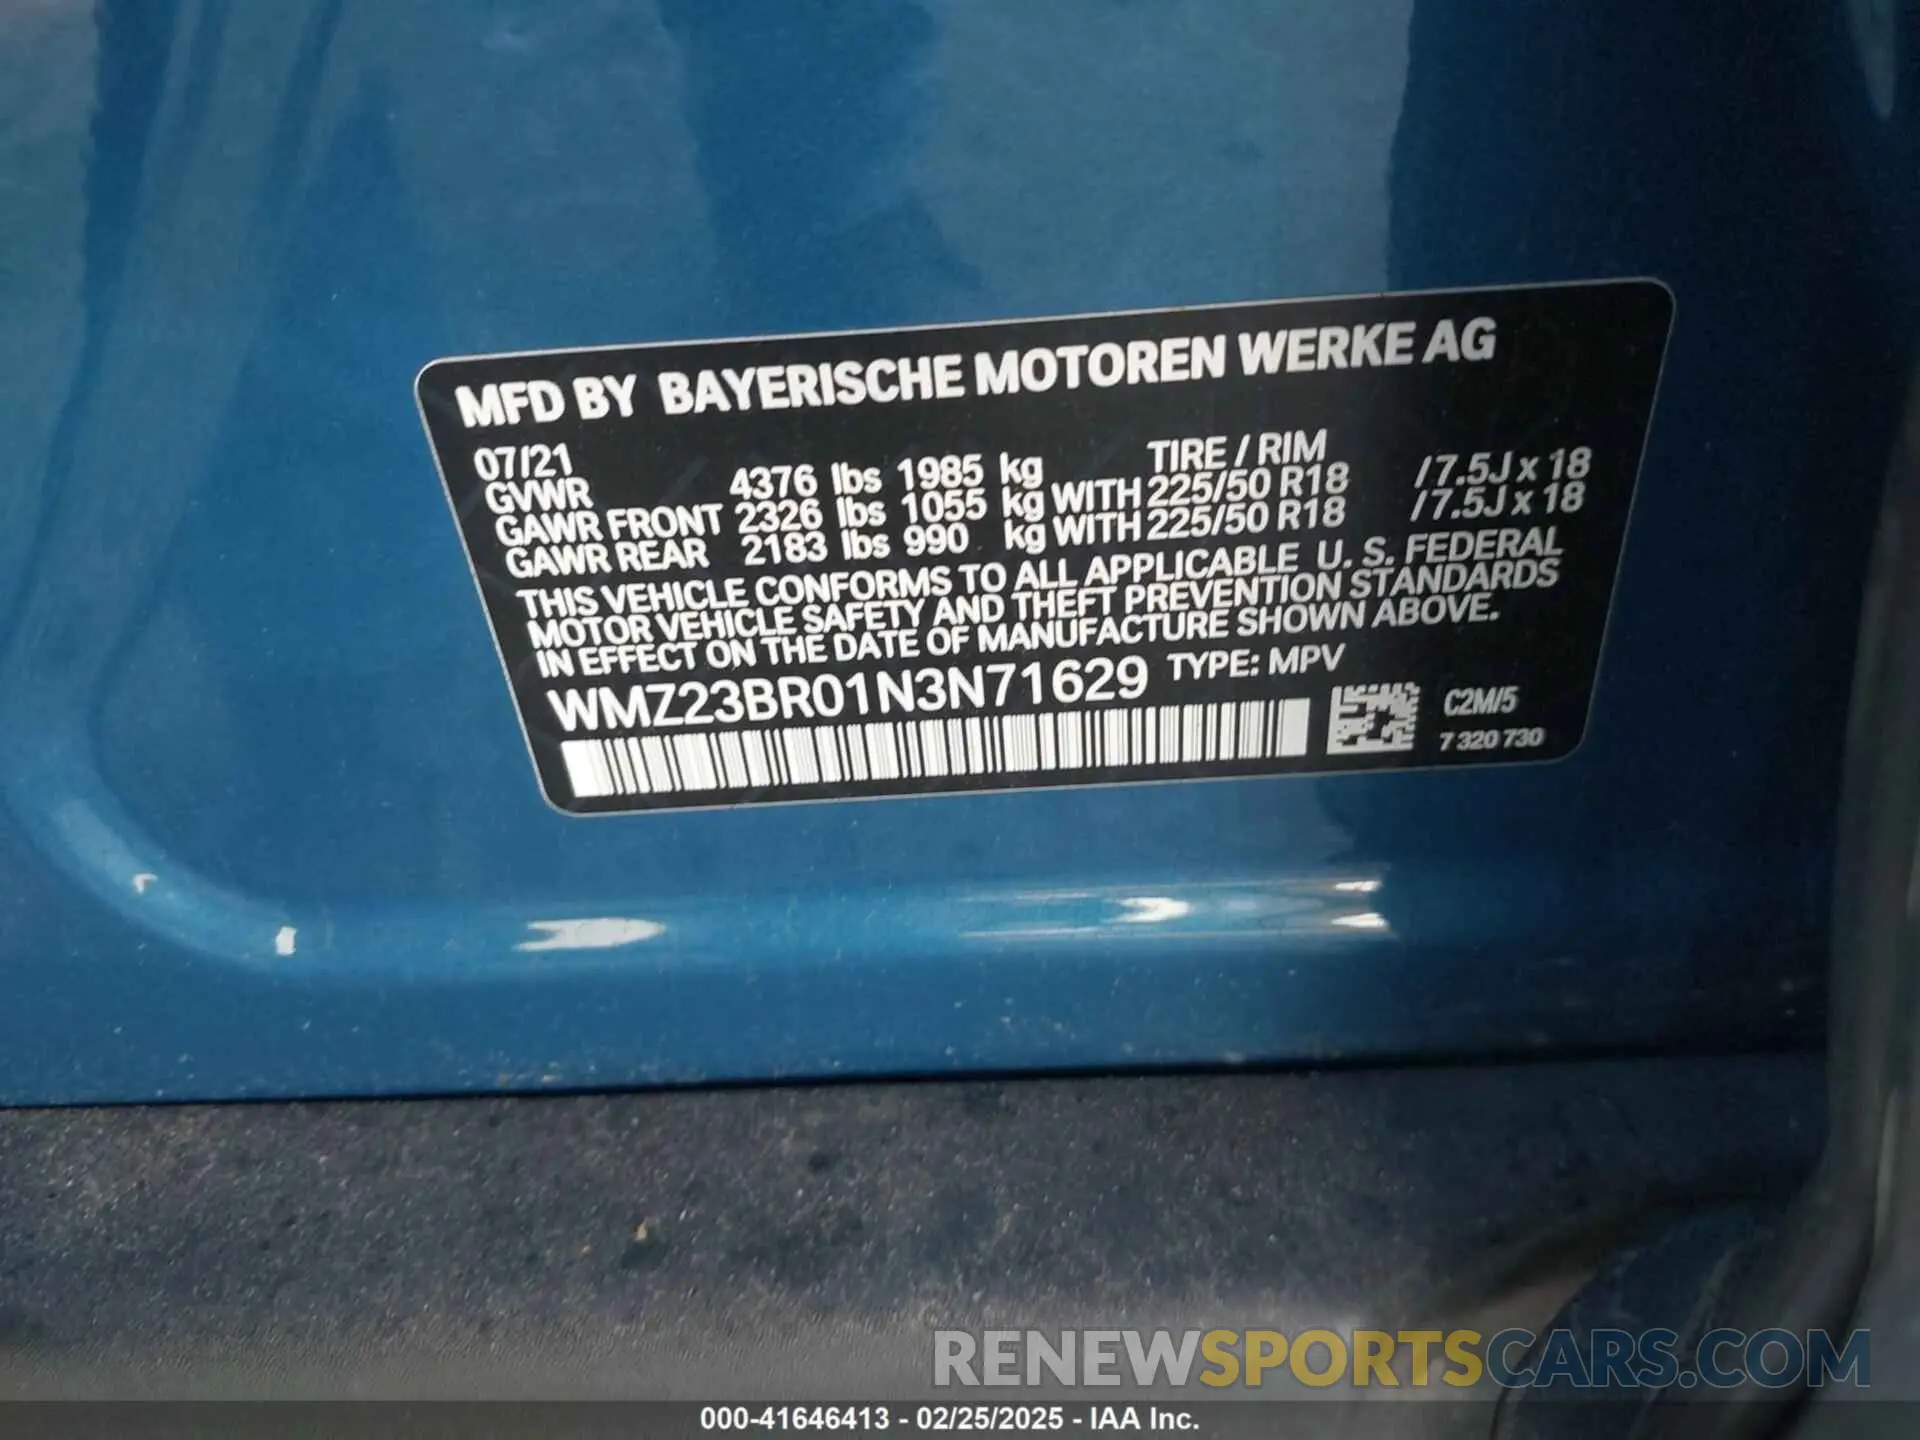 MFD BY BAYERISCHE MOTOREN WERKE AG
07/21 TIRE / RIM
GVWR 4376 lbs 1985 kg
GAWR FRONT 2326 lbs 1055 kg WITH 225/50 R18 /7.5J x 18
GAWR REAR 2183 lbs 990 kg WITH 225/50 R18 /7.5J x 18
THIS VEHICLE CONFORMS TO ALL APPLICABLE U. S. FEDERAL
MOTOR VEHICLE SAFETY AND THEFT PREVENTION STANDARDS
IN EFFECT ON THE DATE OF MANUFACTURE SHOWN ABOVE.
WMZ23BR01N3N71629 TYPE: MPV
C2M/5
7 320 730
RENEWSPORTSCARS.COM
000-41646413 - 02/25/2025 - IAA Inc.